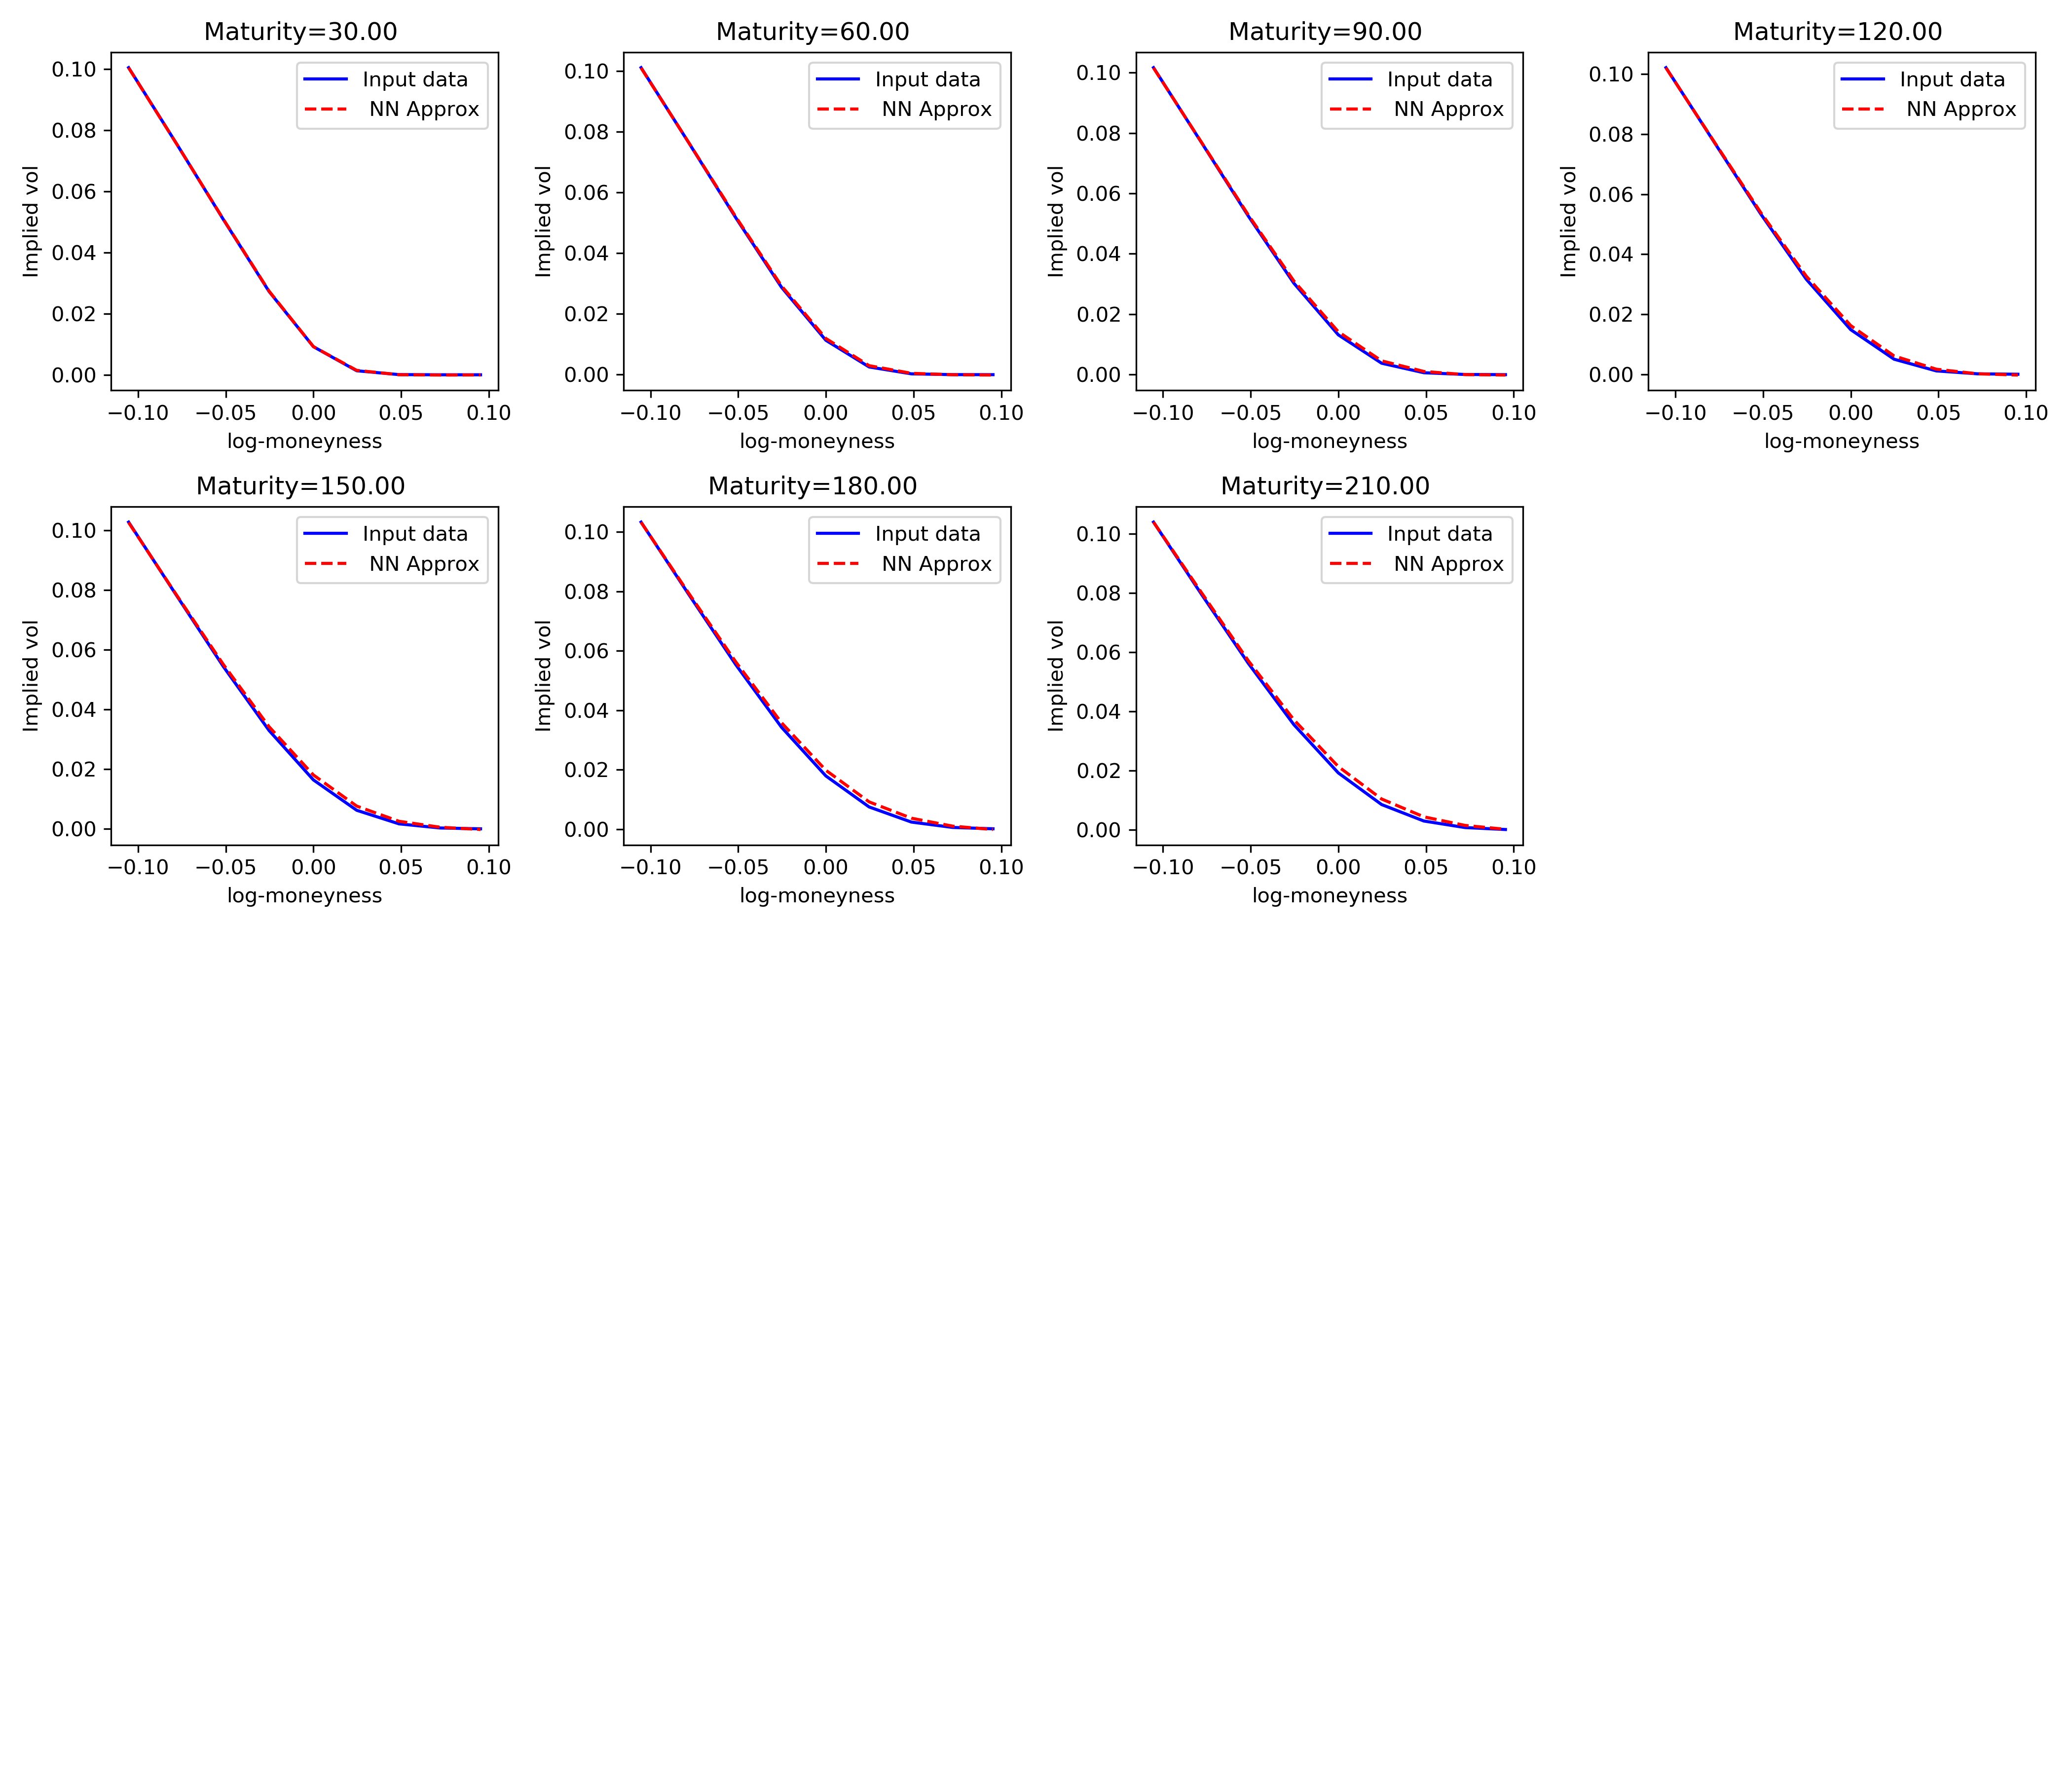 Maturity=30.00
0.10
0.08
0.06
0.04
0.02
0.00
Implied vol
Input data
NN Approx
−0.10 −0.05 0.00 0.05 0.10
log-moneyness
Maturity=60.00
0.10
0.08
0.06
0.04
0.02
0.00
Implied vol
Input data
NN Approx
−0.10 −0.05 0.00 0.05 0.10
log-moneyness
Maturity=90.00
0.10
0.08
0.06
0.04
0.02
0.00
Implied vol
Input data
NN Approx
−0.10 −0.05 0.00 0.05 0.10
log-moneyness
Maturity=120.00
0.10
0.08
0.06
0.04
0.02
0.00
Implied vol
Input data
NN Approx
−0.10 −0.05 0.00 0.05 0.10
log-moneyness
Maturity=150.00
0.10
0.08
0.06
0.04
0.02
0.00
Implied vol
Input data
NN Approx
−0.10 −0.05 0.00 0.05 0.10
log-moneyness
Maturity=180.00
0.10
0.08
0.06
0.04
0.02
0.00
Implied vol
Input data
NN Approx
−0.10 −0.05 0.00 0.05 0.10
log-moneyness
Maturity=210.00
0.10
0.08
0.06
0.04
0.02
0.00
Implied vol
Input data
NN Approx
−0.10 −0.05 0.00 0.05 0.10
log-moneyness